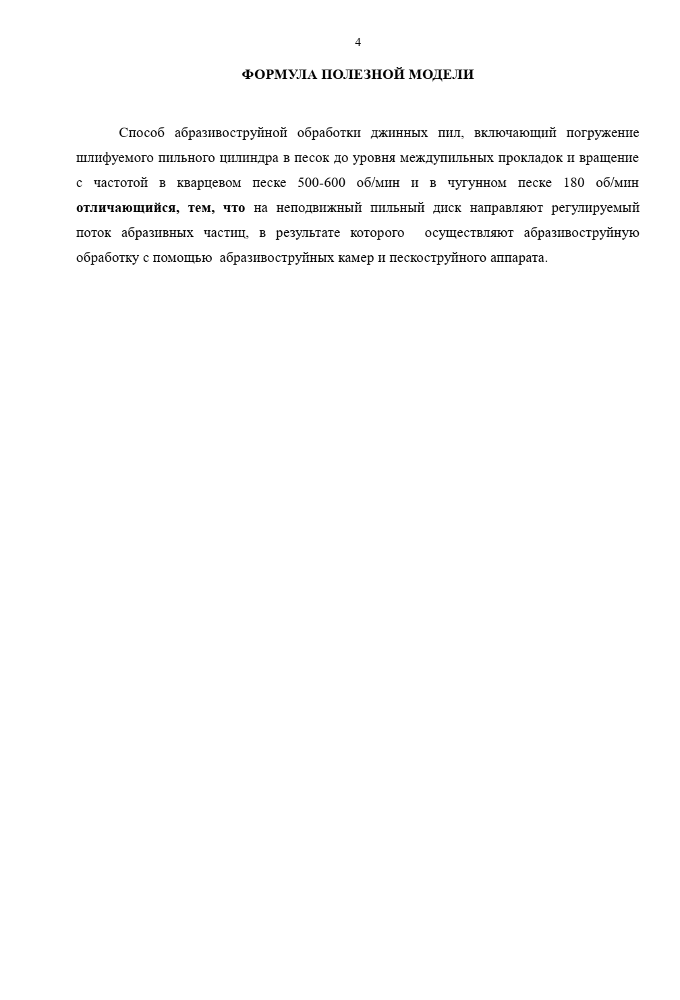 4
ФОРМУЛА ПОЛЕЗНОЙ МОДЕЛИ
Способ абразивоструйной обработки джинных пил, включающий погружение
шлифуемого пильного цилиндра в песок до уровня междупильных прокладок и вращение
с частотой в кварцевом песке 500-600 об/мин и в чугунном песке 180 об/мин
отличающийся, тем, что на неподвижный пильный диск направляют регулируемый
поток абразивных частиц, в результате которого осуществляют абразивоструйную
обработку с помощью абразивоструйных камер и пескоструйного аппарата.